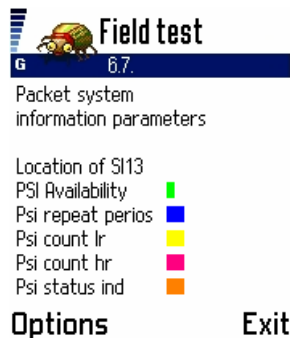 Field test
G 6.7.
Packet system
information parameters
Location of SI13
PSI Availability
Psi repeat perios
Psi count lr
Psi count hr
Psi status ind
Options Exit